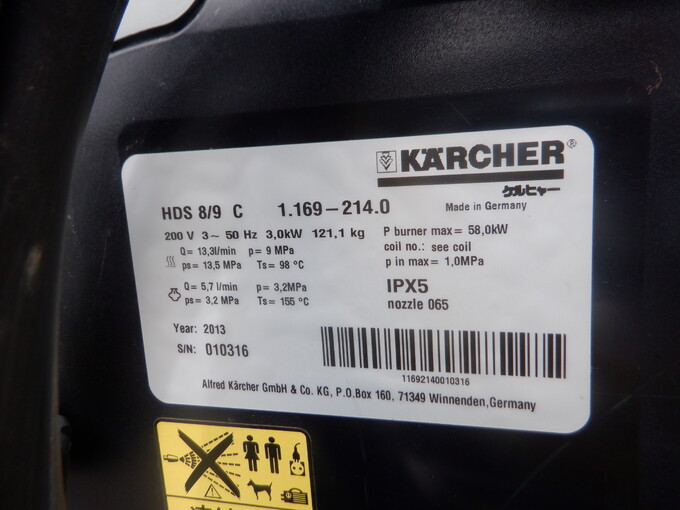 KÄRCHER®
ケルヒャー
HDS 8/9 C 1.169-214.0
Made in Germany
200 V 3~ 50 Hz 3,0kW 121,1 kg
P burner max= 58,0kW
Q= 13,3l/min p= 9 MPa
coil no.: see coil
ps= 13,5 MPa Ts= 98 °C
p in max= 1,0MPa
Q= 5,7 l/min p= 3,2MPa
IPX5
ps= 3,2 MPa Ts= 155 °C
nozzle 065
Year: 2013
S/N: 010316
11692140010316
Alfred Kärcher GmbH & Co. KG, P.O.Box 160, 71349 Winnenden,Germany